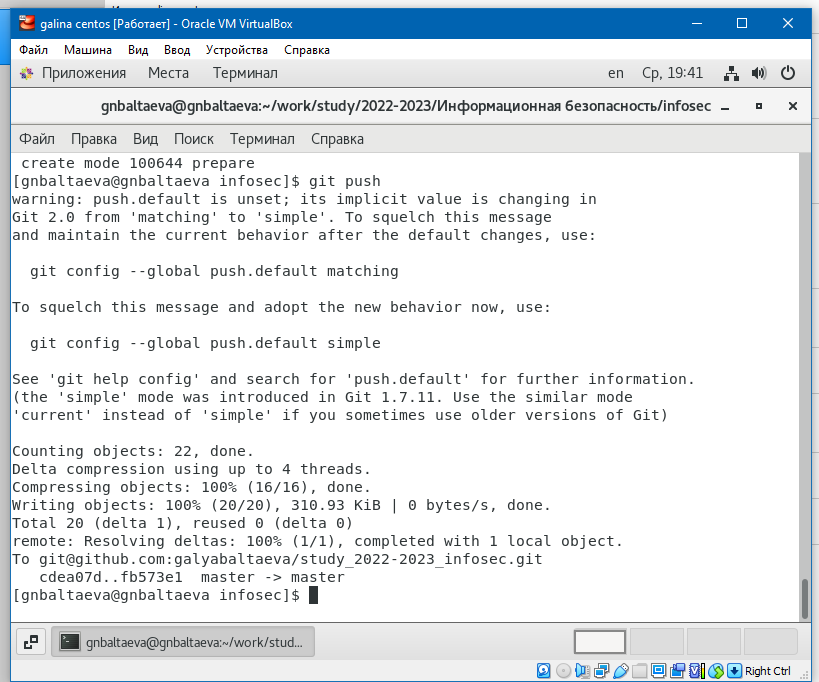 galina centos [Работает] - Oracle VM VirtualBox
Файл Машина Вид Ввод Устройства Справка
Приложения Места Терминал en Ср, 19:41
gnbaltaeva@gnbaltaeva:~/work/study/2022-2023/Информационная безопасность/infosec
Файл Правка Вид Поиск Терминал Справка
create mode 100644 prepare
[gnbaltaeva@gnbaltaeva infosec]$ git push
warning: push.default is unset; its implicit value is changing in
Git 2.0 from 'matching' to 'simple'. To squelch this message
and maintain the current behavior after the default changes, use:
git config --global push.default matching
To squelch this message and adopt the new behavior now, use:
git config --global push.default simple
See 'git help config' and search for 'push.default' for further information.
(the 'simple' mode was introduced in Git 1.7.11. Use the similar mode
'current' instead of 'simple' if you sometimes use older versions of Git)
Counting objects: 22, done.
Delta compression using up to 4 threads.
Compressing objects: 100% (16/16), done.
Writing objects: 100% (20/20), 310.93 KiB | 0 bytes/s, done.
Total 20 (delta 1), reused 0 (delta 0)
remote: Resolving deltas: 100% (1/1), completed with 1 local object.
To git@github.com:galyabaltaeva/study_2022-2023_infosec.git
cdea07d..fb573e1 master -> master
[gnbaltaeva@gnbaltaeva infosec]$
gnbaltaeva@gnbaltaeva:~/work/stud...
Right Ctrl